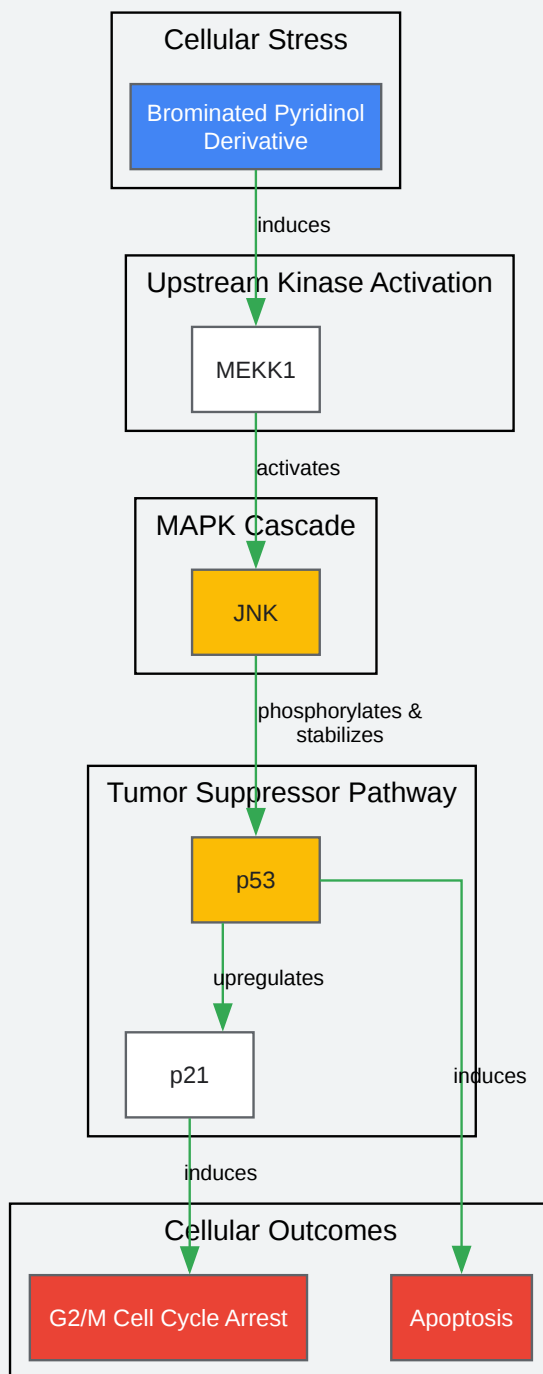 Cellular Stress
Brominated Pyridinol
Derivative
induces
Upstream Kinase Activation
MEKK1
activates
MAPK Cascade
JNK
phosphorylates &
stabilizes
Tumor Suppressor Pathway
p53
upregulates
p21
induces
induces
Cellular Outcomes
G2/M Cell Cycle Arrest
Apoptosis